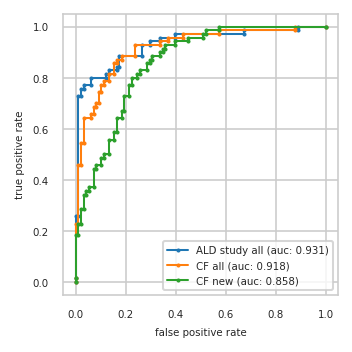 1.0
0.8
0.6
0.4
0.2
0.0
true positive rate
ALD study all (auc: 0.931)
CF all (auc: 0.918)
CF new (auc: 0.858)
0.0 0.2 0.4 0.6 0.8 1.0
false positive rate